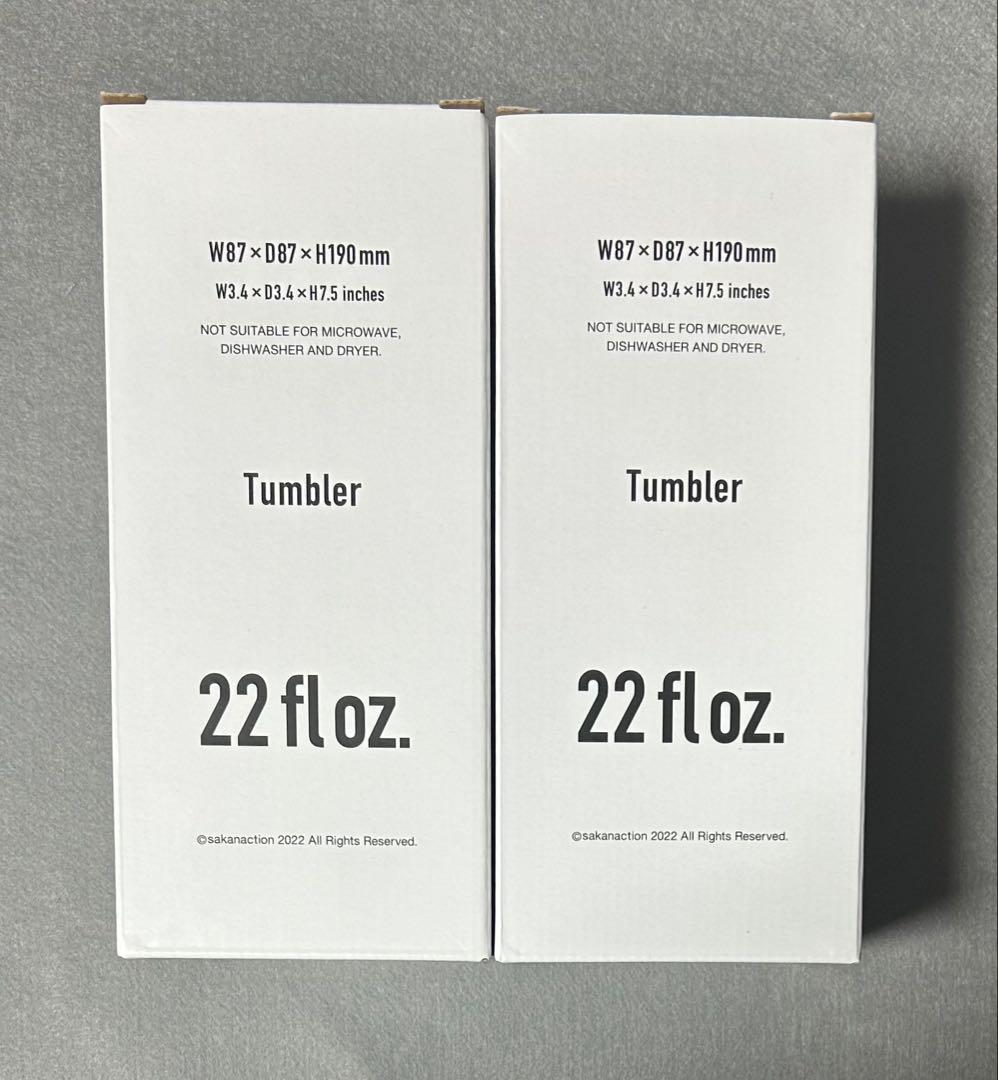 W87×D87×H190mm
W3.4×D3.4×H7.5 inches
NOT SUITABLE FOR MICROWAVE,
DISHWASHER AND DRYER.
Tumbler
22 fl oz.
©sakanaction 2022 All Rights Reserved.
W87×D87×H190mm
W3.4×D3.4×H7.5 inches
NOT SUITABLE FOR MICROWAVE,
DISHWASHER AND DRYER.
Tumbler
22 fl oz.
©sakanaction 2022 All Rights Reserved.